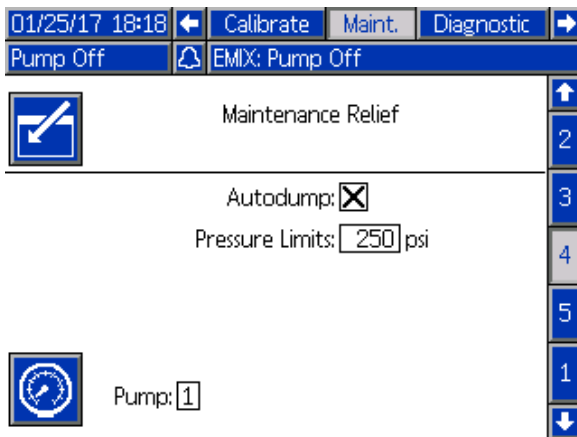 01/25/17 18:18 Calibrate Maint. Diagnostic
Pump Off EMIX: Pump Off
Maintenance Relief
2
Autodump:
3
Pressure Limits: 250 psi
4
5
1
Pump: 1